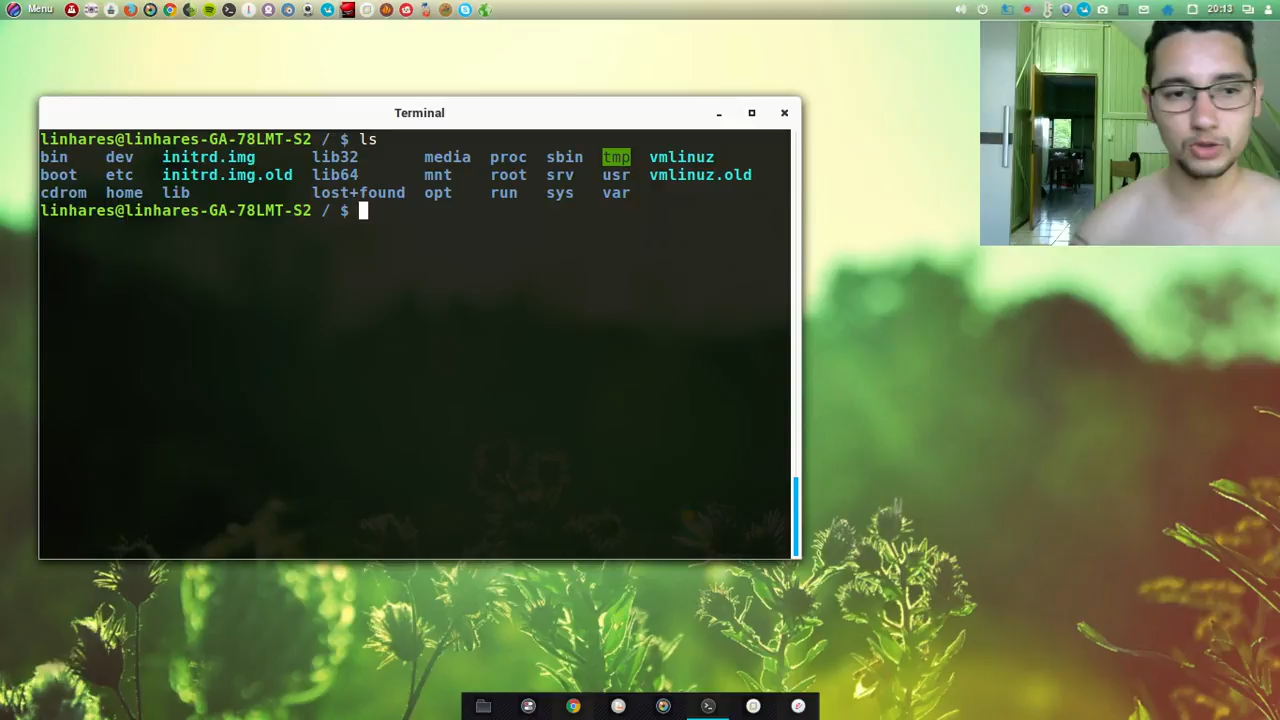 Menu
20:13
Terminal
linhares@linhares-GA-78LMT-S2 / $ ls
bin dev initrd.img lib32 media proc sbin tmp vmlinuz
boot etc initrd.img.old lib64 mnt root srv usr vmlinuz.old
cdrom home lib lost+found opt run sys var
linhares@linhares-GA-78LMT-S2 / $